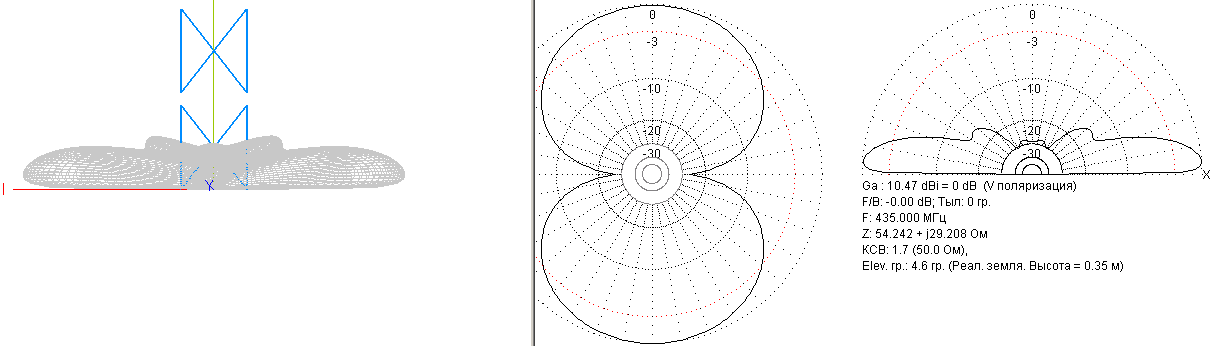 Y
0
-3
-10
-20
-30
0
-3
-10
-20
-30
X
Ga : 10.47 dBi = 0 dB (V поляризация)
F/B: -0.00 dB; Тыл: 0 гр.
F: 435.000 МГц
Z: 54.242 + j29.208 Ом
КСВ: 1.7 (50.0 Ом),
Elev. гр.: 4.6 гр. (Реал. земля. Высота = 0.35 м)